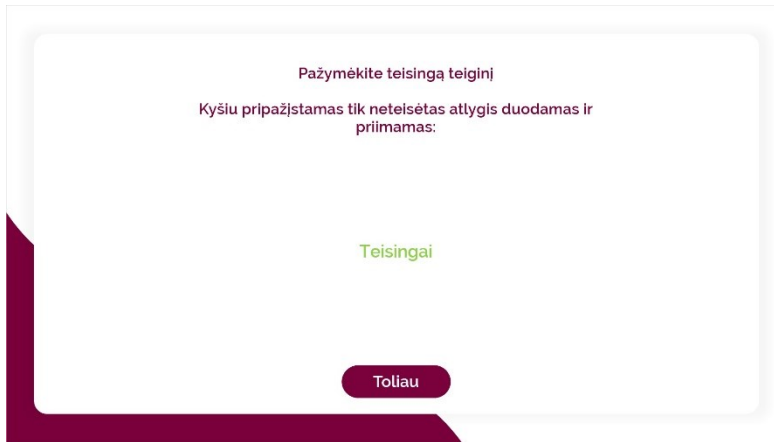 Pažymėkite teisingą teiginį
Kyšiu pripažįstamas tik neteisėtas atlygis duodamas ir
priimamas:
Teisingai
Toliau